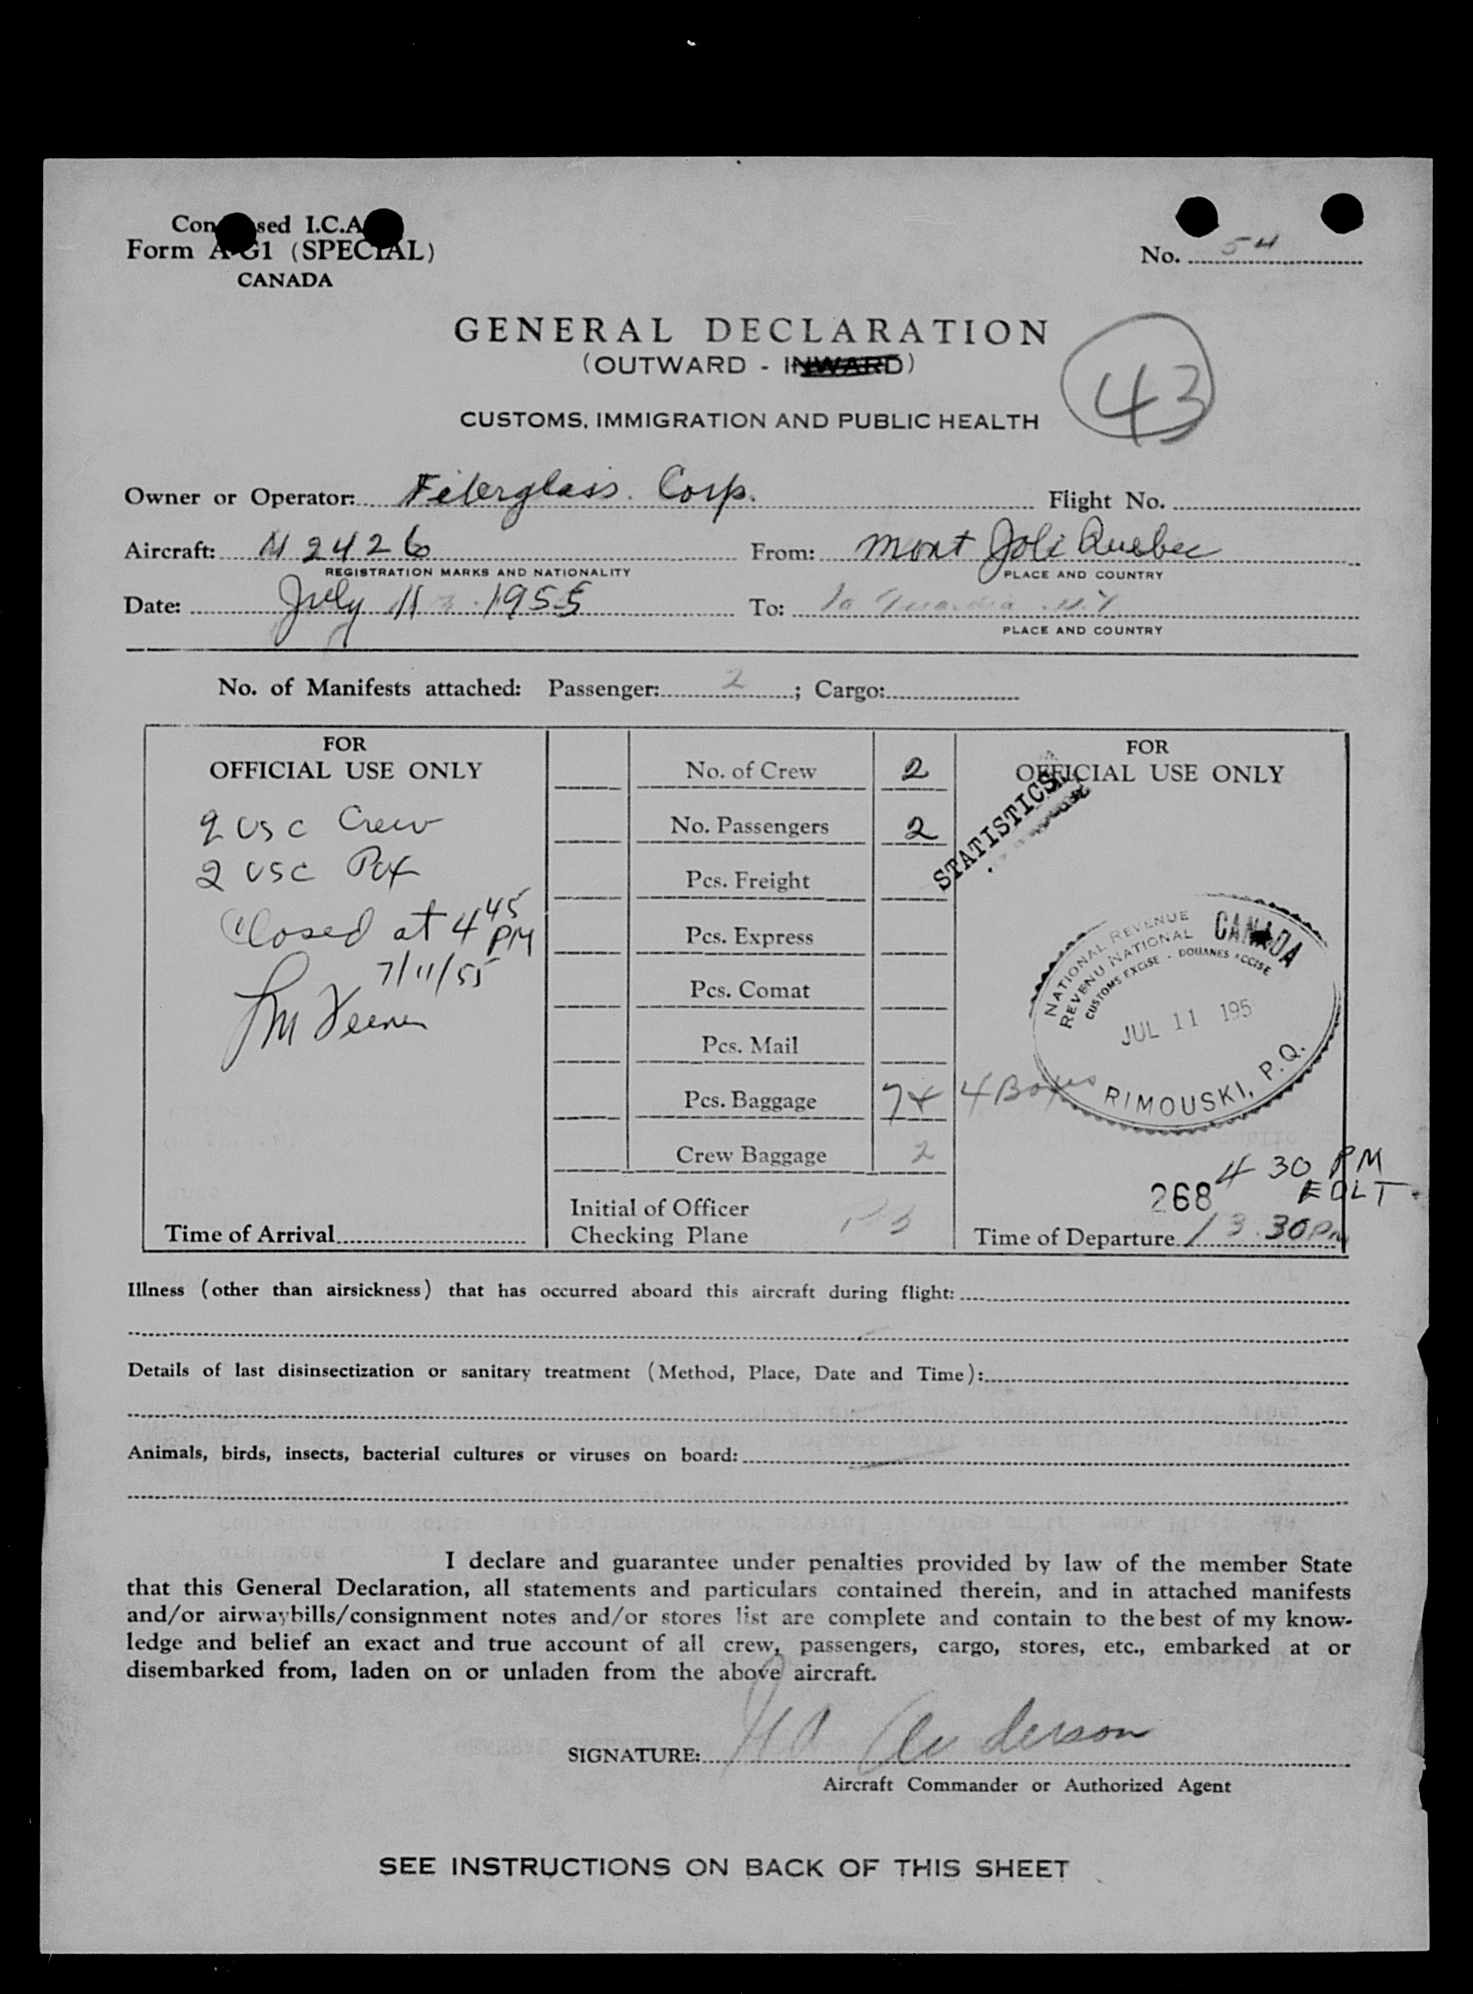 Condensed I.C.A.
Form A-G1 (SPECIAL)
CANADA
No. 54
GENERAL DECLARATION
(OUTWARD - INWARD)
43
CUSTOMS, IMMIGRATION AND PUBLIC HEALTH
Owner or Operator: Fiberglass Corp. Flight No.
Aircraft: N 2426 From: Mont Joli Quebec
REGISTRATION MARKS AND NATIONALITY PLACE AND COUNTRY
Date: July 11 1955 To: La Guardia N.Y
PLACE AND COUNTRY
No. of Manifests attached: Passenger: 2 ; Cargo:
FOR
OFFICIAL USE ONLY
2 USC Crew
2 USC Pax
Closed at 4 45 PM
7/11/55
Time of Arrival
No. of Crew 2
No. Passengers 2
Pcs. Freight
Pcs. Express
Pcs. Comat
Pcs. Mail
Pcs. Baggage 7 + 4 Boxes
Crew Baggage 2
Initial of Officer
Checking Plane
FOR
OFFICIAL USE ONLY
STATISTICS
NATIONAL REVENUE
REVENU NATIONAL
CANADA
CUSTOMS EXCISE - DOUANES ACCISE
JUL 11 195
RIMOUSKI, P.Q.
4 30 PM
268 EDLT
Time of Departure 3.30 PM
Illness (other than airsickness) that has occurred aboard this aircraft during flight:
Details of last disinsectization or sanitary treatment (Method, Place, Date and Time):
Animals, birds, insects, bacterial cultures or viruses on board:
I declare and guarantee under penalties provided by law of the member State
that this General Declaration, all statements and particulars contained therein, and in attached manifests
and/or airwaybills/consignment notes and/or stores list are complete and contain to the best of my know-
ledge and belief an exact and true account of all crew, passengers, cargo, stores, etc., embarked at or
disembarked from, laden on or unladen from the above aircraft.
SIGNATURE: Anderson
Aircraft Commander or Authorized Agent
SEE INSTRUCTIONS ON BACK OF THIS SHEET